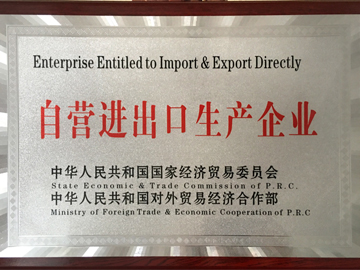 Enterprise Entitled to Import & Export Directly
自营进出口生产企业
中华人民共和国国家经济贸易委员会
State Economic & Trade Commission of P.R.C.
中华人民共和国对外贸易经济合作部
Ministry of Foreign Trade & Economic Cooperation of P.R.C